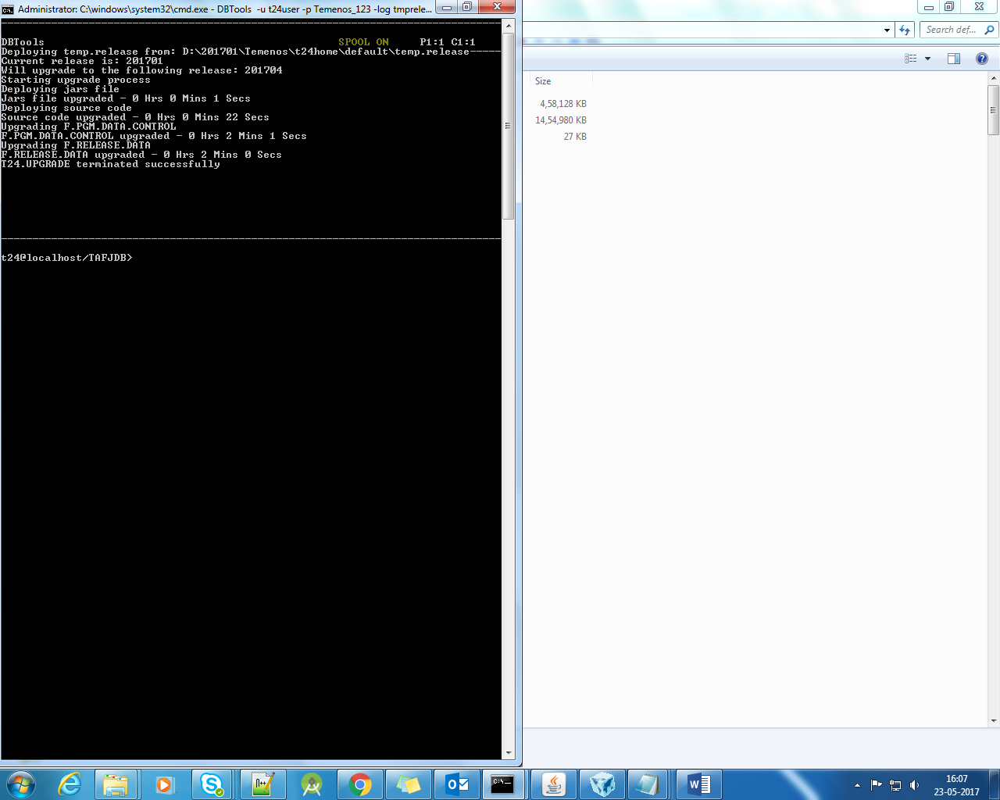 Administrator: C:\windows\system32\cmd.exe - DBTools  -u t24user -p Temenos_123 -log tmprele...
DBTools SPOOL ON P1:1 C1:1
Deploying temp.release from: D:\201701\Temenos\t24home\default\temp.release-----
Current release is: 201701
Will upgrade to the following release: 201704
Starting upgrade process
Deploying jars file
Jars file upgraded - 0 Hrs 0 Mins 1 Secs
Deploying source code
Source code upgraded - 0 Hrs 0 Mins 22 Secs
Upgrading F.PGM.DATA.CONTROL
F.PGM.DATA.CONTROL upgraded - 0 Hrs 2 Mins 1 Secs
Upgrading F.RELEASE.DATA
F.RELEASE.DATA upgraded - 0 Hrs 2 Mins 0 Secs
T24.UPGRADE terminated successfully
t24@localhost/TAFJDB>
Search def...
Size
4,58,128 KB
14,54,980 KB
27 KB
16:07
23-05-2017